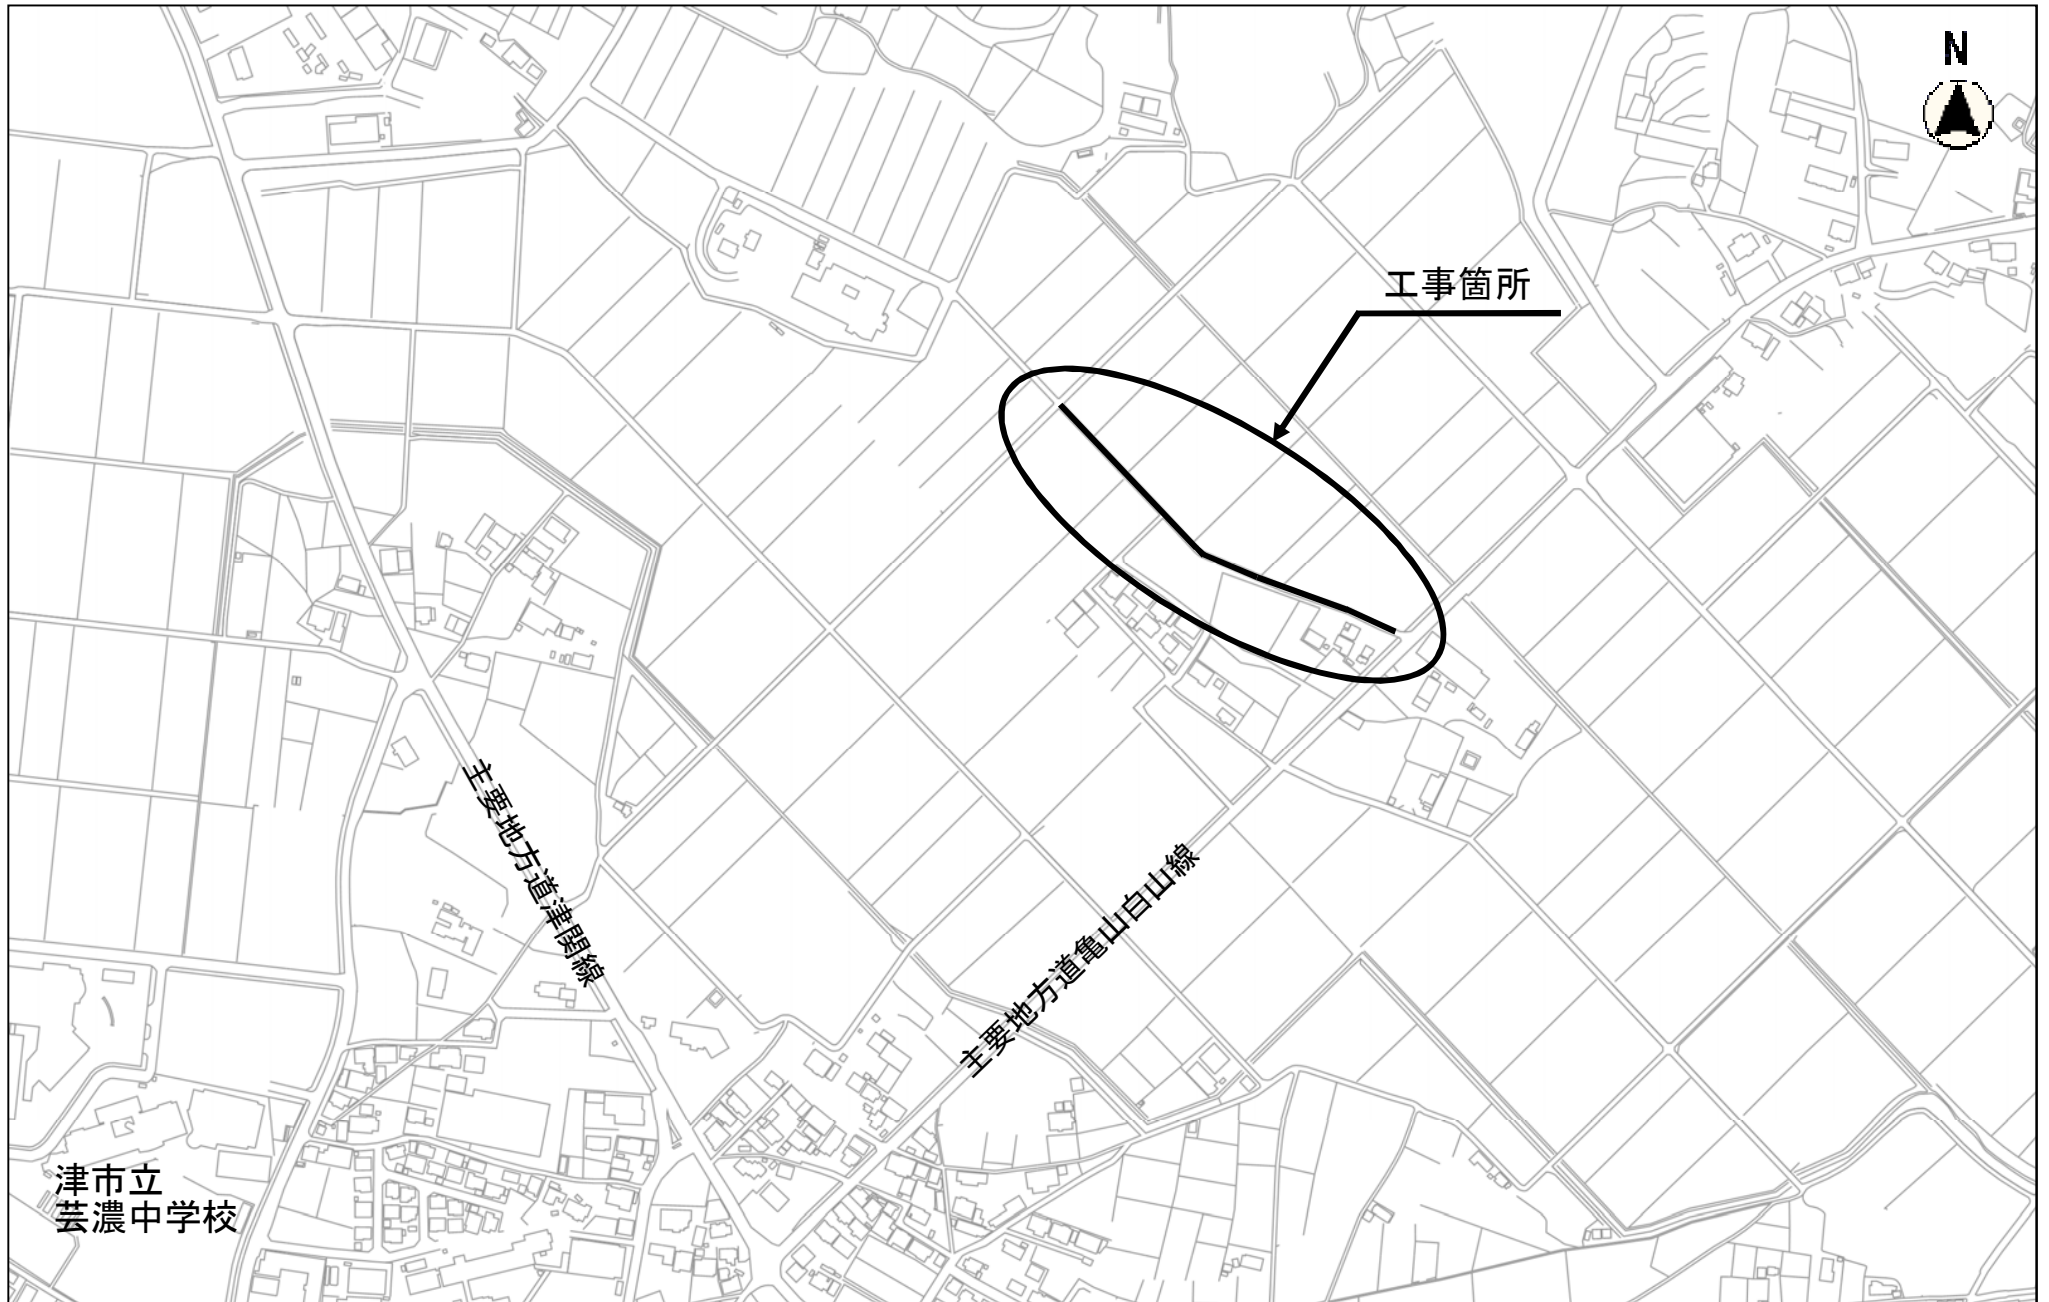 N
工事箇所
主要地方道津関線
主要地方道亀山白山線
津市立
芸濃中学校